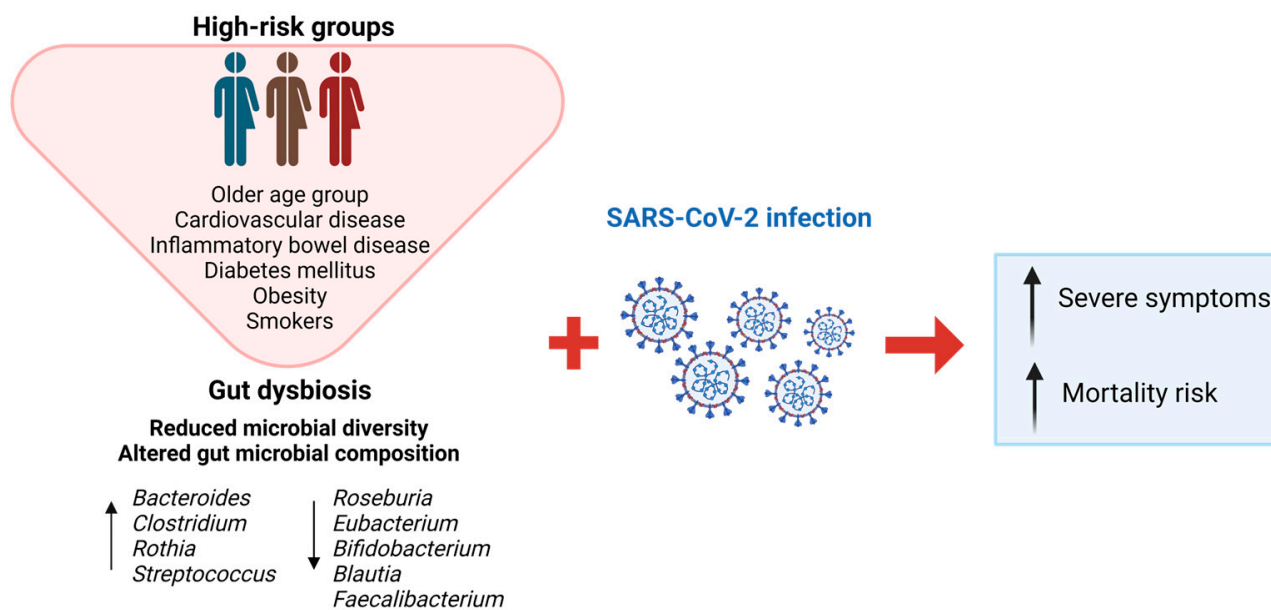 High-risk groups
Older age group
Cardiovascular disease
Inflammatory bowel disease
Diabetes mellitus
Obesity
Smokers
Gut dysbiosis
Reduced microbial diversity
Altered gut microbial composition
Bacteroides
Clostridium
Rothia
Streptococcus
Roseburia
Eubacterium
Bifidobacterium
Blautia
Faecalibacterium
SARS-CoV-2 infection
Severe symptoms
Mortality risk